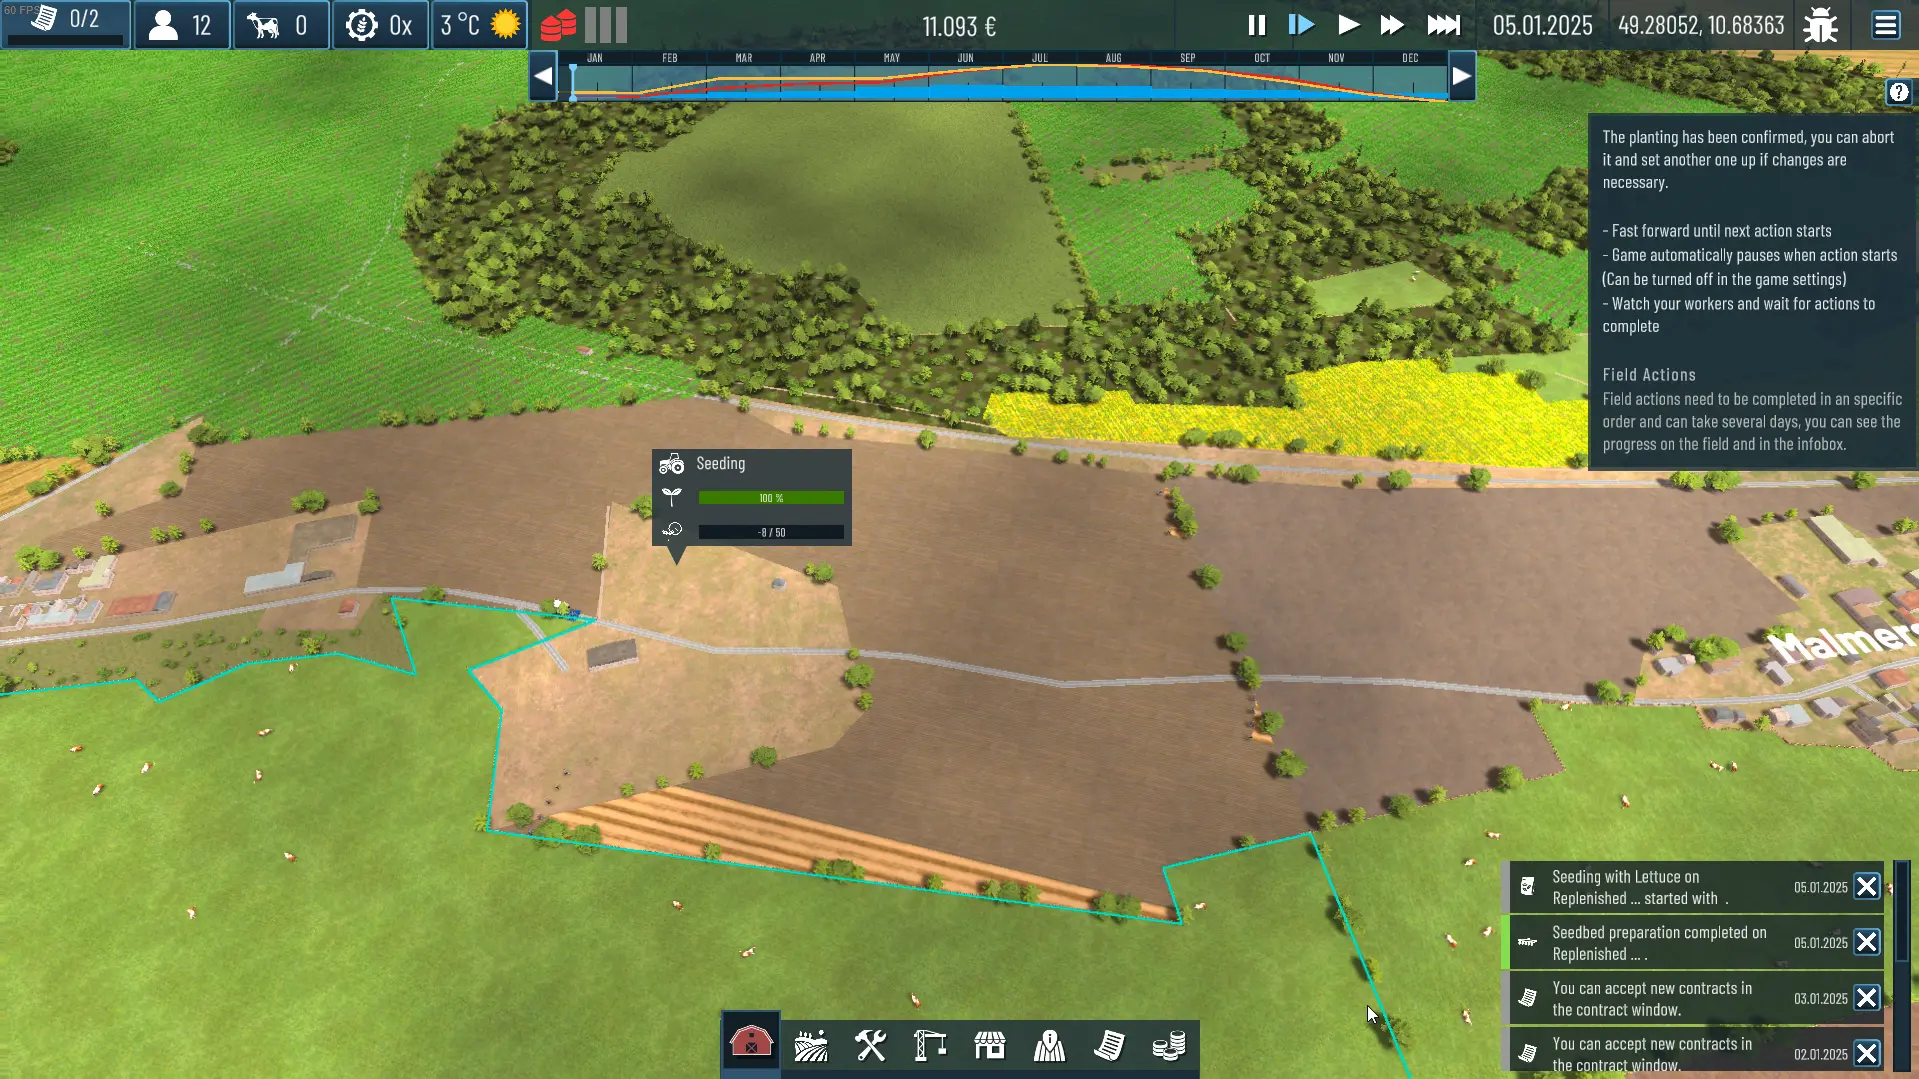 60 FPS
0/2
12
0
0x
3 °C
11.093 €
05.01.2025
49.28052, 10.68363
JAN FEB MAR APR MAY JUN JUL AUG SEP OCT NOV DEC
The planting has been confirmed, you can abort
it and set another one up if changes are
necessary.
- Fast forward until next action starts
- Game automatically pauses when action starts
(Can be turned off in the game settings)
- Watch your workers and wait for actions to
complete
Field Actions
Field actions need to be completed in an specific
order and can take several days, you can see the
progress on the field and in the infobox.
Seeding
100 %
-8 / 50
Malmers
Seeding with Lettuce on
Replenished ... started with .
05.01.2025
Seedbed preparation completed on
Replenished ... .
05.01.2025
You can accept new contracts in
the contract window.
03.01.2025
You can accept new contracts in
the contract window.
02.01.2025